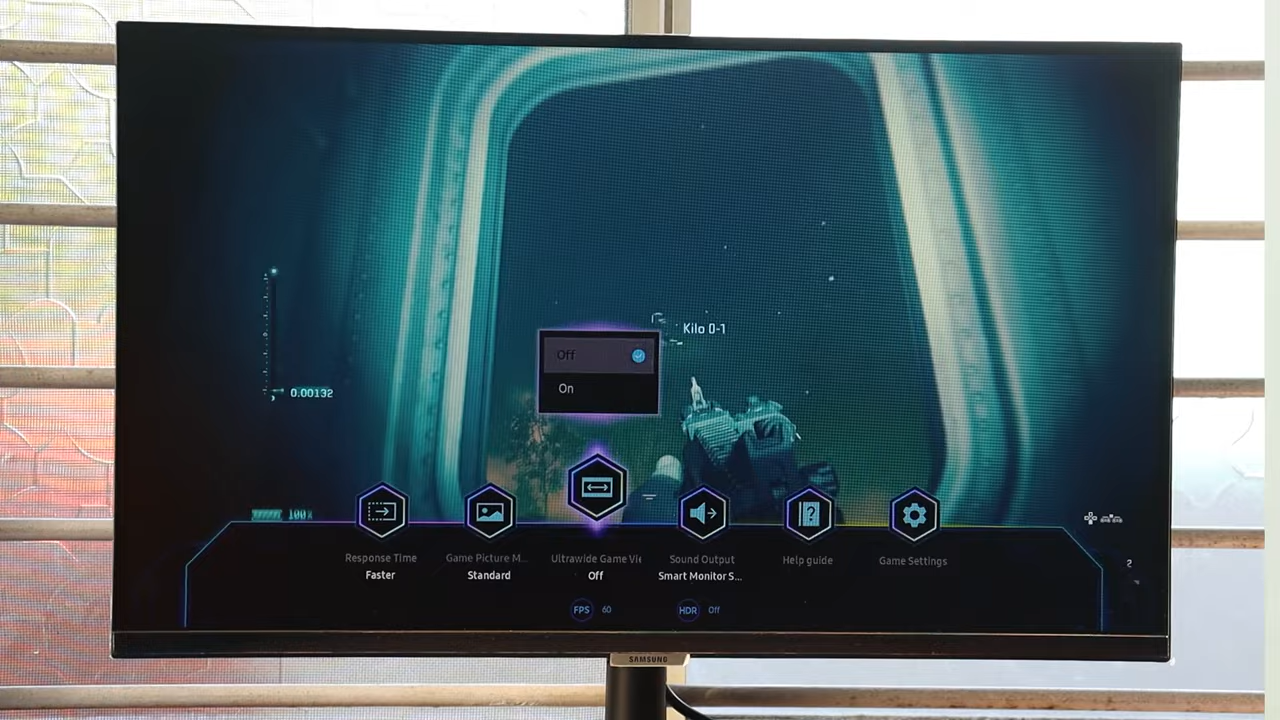 Kilo 0-1
Off
On
0.00132
100%
Response Time
Faster
Game Picture M...
Standard
Ultrawide Game Vie
Off
Sound Output
Smart Monitor S...
Help guide
Game Settings
2
FPS 60
HDR Off
SAMSUNG